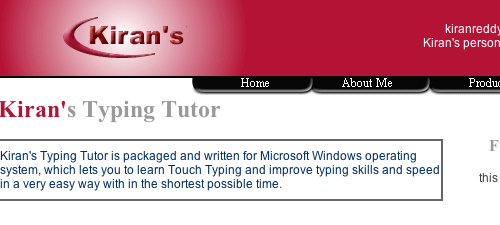 Kiran's
kiranreddy
Kiran's person
Home
About Me
Produ
Kiran's Typing Tutor
Kiran's Typing Tutor is packaged and written for Microsoft Windows operating
system, which lets you to learn Touch Typing and improve typing skills and speed
in a very easy way with in the shortest possible time.
F
this